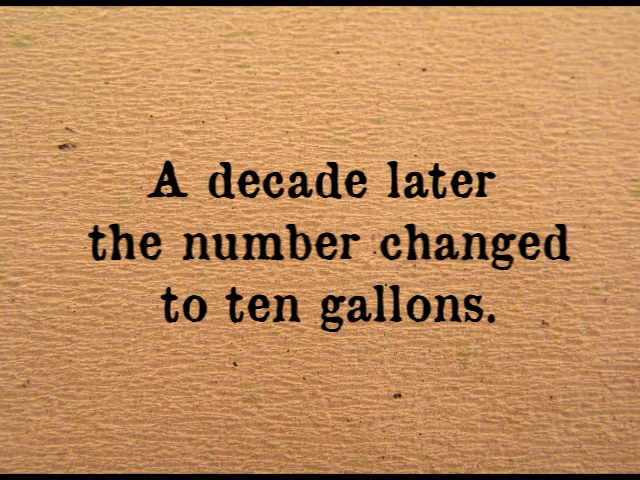 A decade later
the number changed
to ten gallons.